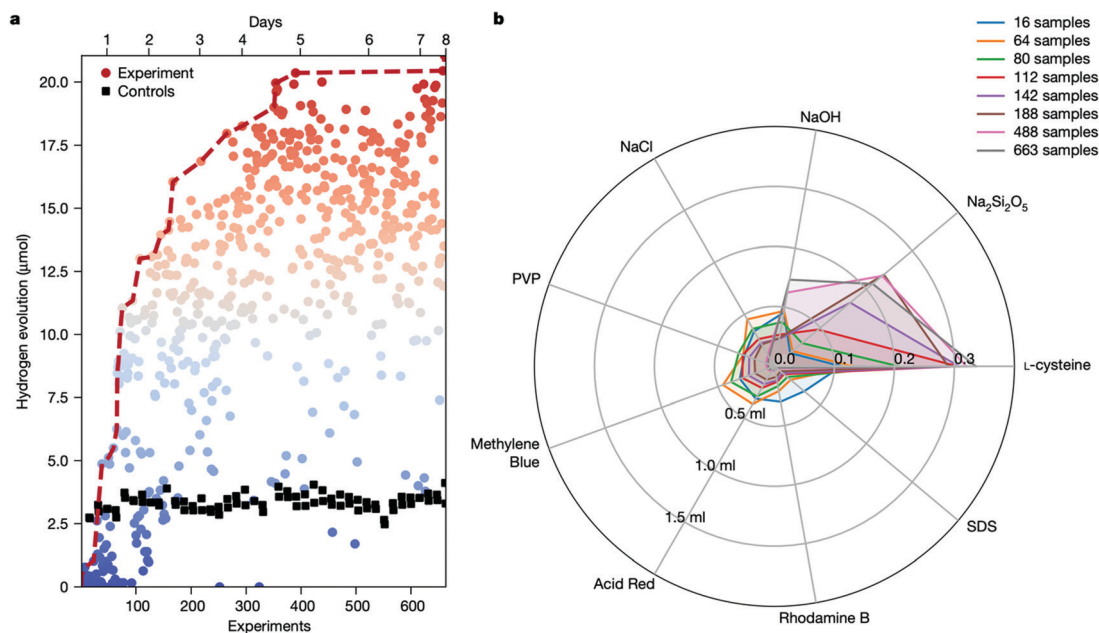 a
Days
1 2 3 4 5 6 7 8
Experiment
Controls
20.0
17.5
15.0
12.5
10.0
7.5
5.0
2.5
0
Hydrogen evolution (μmol)
100 200 300 400 500 600
Experiments
b
16 samples
64 samples
80 samples
112 samples
142 samples
188 samples
488 samples
663 samples
NaOH
NaCl
Na₂Si₂O₅
PVP
0.0 0.1 0.2 0.3
L-cysteine
0.5 ml
Methylene
Blue
1.0 ml
1.5 ml
SDS
Acid Red
Rhodamine B